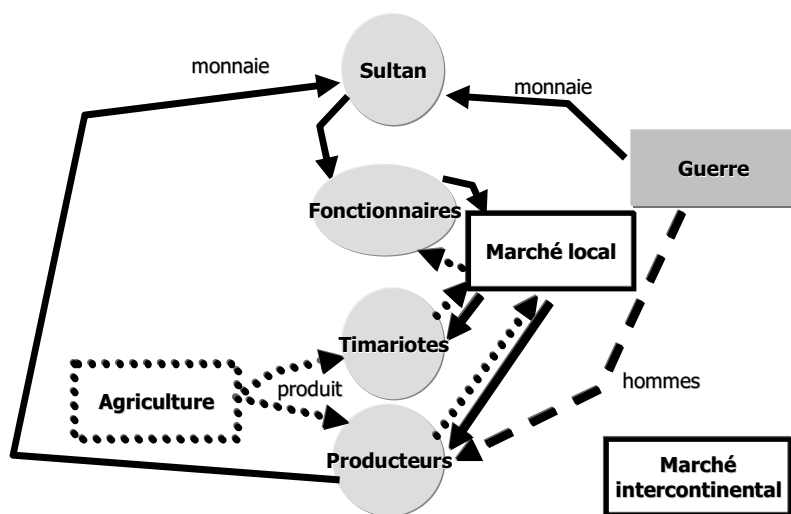 monnaie
Sultan
monnaie
Guerre
Fonctionnaires
Marché local
Timariotes
produit
Agriculture
hommes
Producteurs
Marché
intercontinental